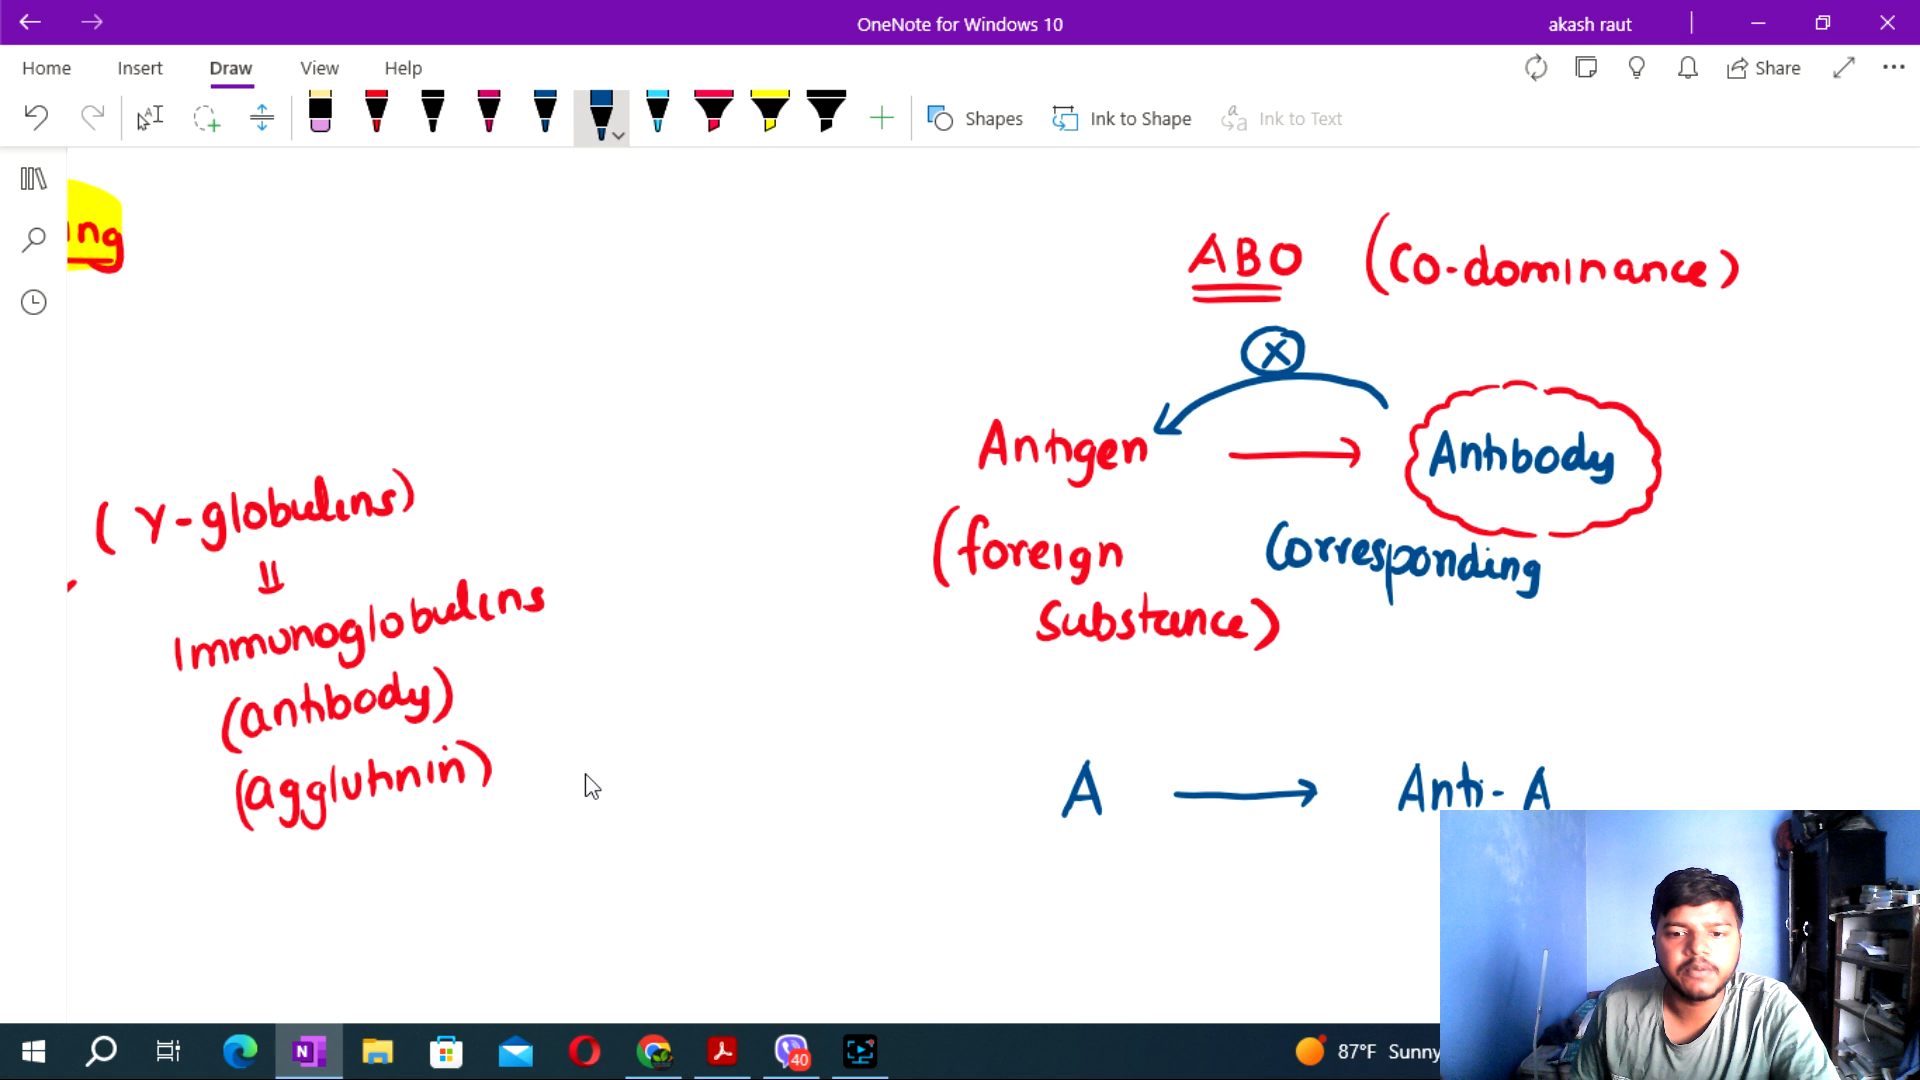 OneNote for Windows 10
akash raut
Home Insert Draw View Help
Share
Shapes Ink to Shape Ink to Text
ing
ABO (Co-dominance)
X
Antigen → Antibody
(foreign Substance)
Corresponding
(γ-globulins)
=
Immunoglobulins
(antibody)
(agglutinin)
A → Anti-A
40
87°F Sunny